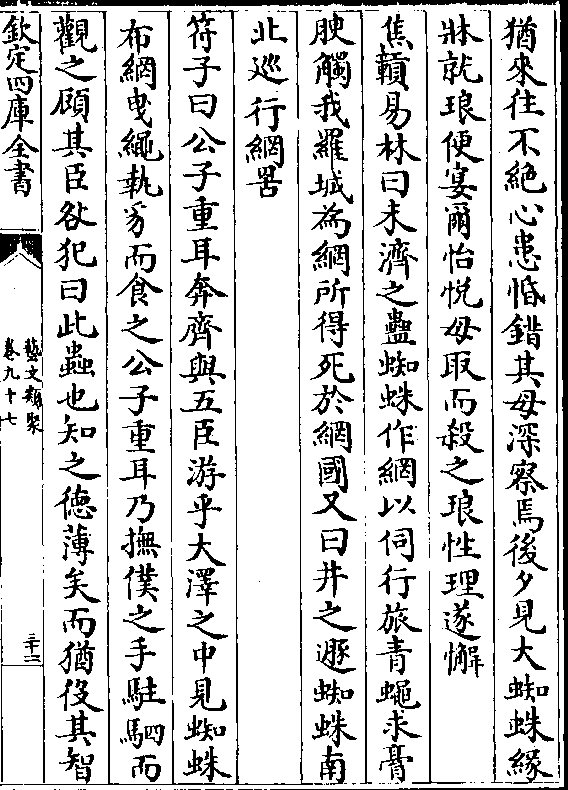 猶來往不絕心患惛錯其母深察焉後夕見大蜘蛛緣
牀就琅便宴爾怡悅母取而殺之琅性理遂懈
焦贛易林曰未濟之蠱蜘蛛作網以伺行旅青蠅求膏
腴觸我羅域為網所得死於網國又曰井之遯蜘蛛南
北巡行網罟
符子曰公子重耳奔齊與五臣游乎大澤之中見蜘蛛
布網曳繩執豸而食之公子重耳乃撫僕之手駐駟而
觀之顧其臣咎犯曰此蟲也知之徳薄矣而猶役其智
欽定四庫全書
藝文類聚
卷九十七
三十二